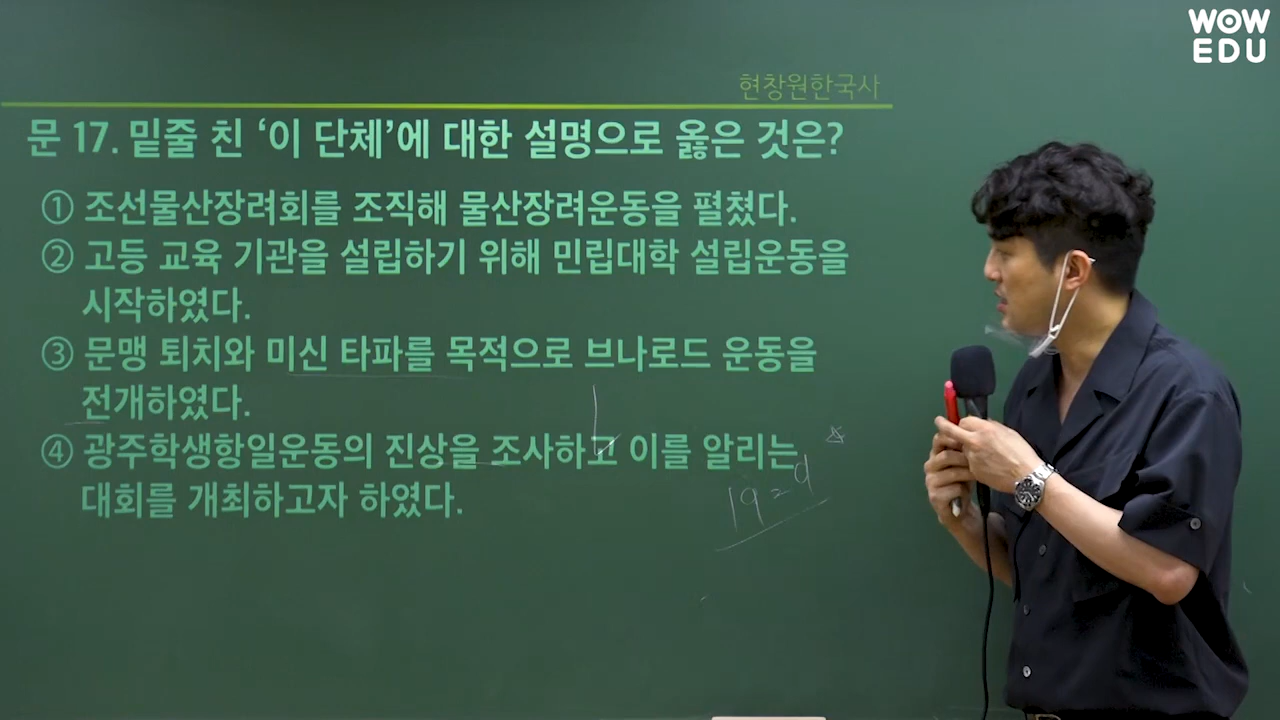 WOW
EDU
현창원한국사
문 17. 밑줄 친 ‘이 단체’에 대한 설명으로 옳은 것은?
① 조선물산장려회를 조직해 물산장려운동을 펼쳤다.
② 고등 교육 기관을 설립하기 위해 민립대학 설립운동을
시작하였다.
③ 문맹 퇴치와 미신 타파를 목적으로 브나로드 운동을
전개하였다.
④ 광주학생항일운동의 진상을 조사하고 이를 알리는
대회를 개최하고자 하였다.